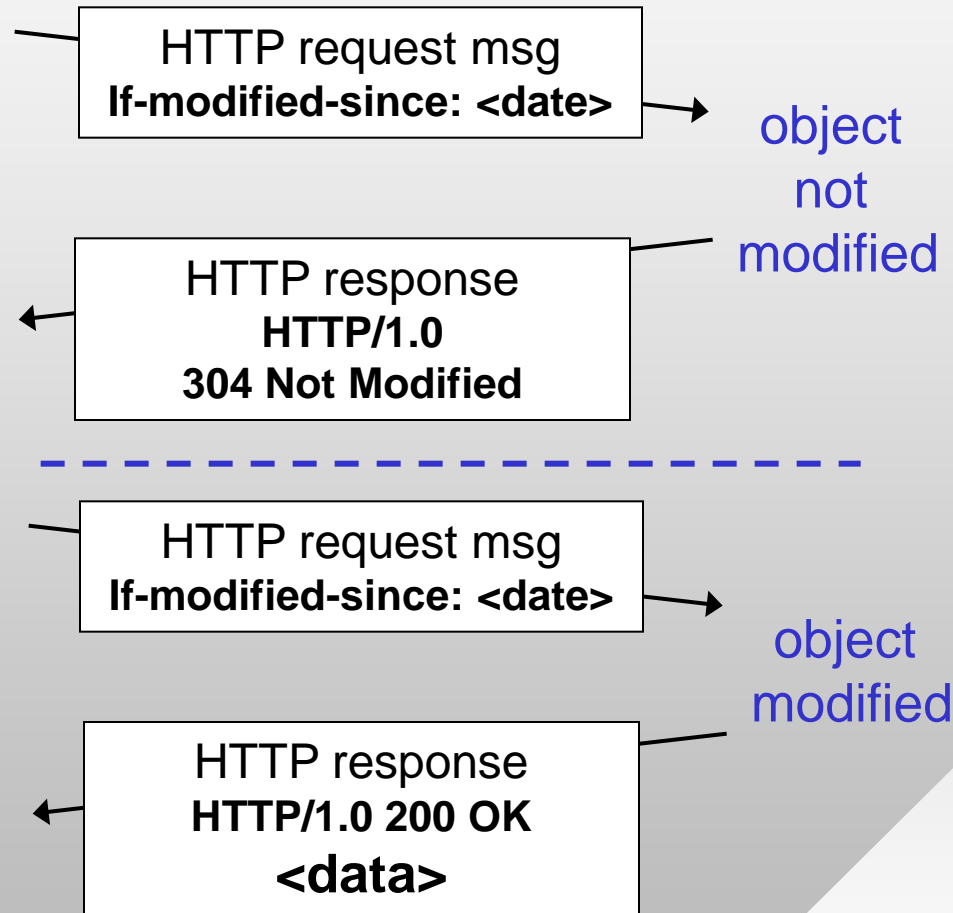 HTTP request msg
If-modified-since: <date>
object
not
modified
HTTP response
HTTP/1.0
304 Not Modified
HTTP request msg
If-modified-since: <date>
object
modified
HTTP response
HTTP/1.0 200 OK
<data>